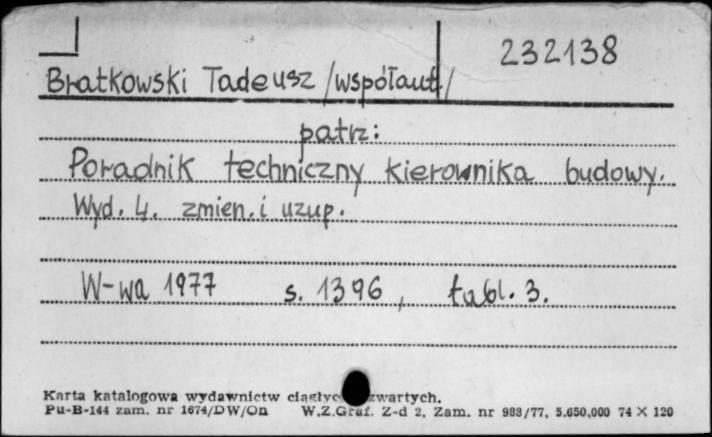 232138
Bratkowski Tadeusz /współaut/
patrz:
Poradnik techniczny kierownika budowy.
Wyd. 4. zmien. i uzup.
W-wa 1977 s. 1396, tabl. 3.
Karta katalogowa wydawnictw zwartych.
Pu-B-144 zam. nr 1674/DW/On W.Z.Graf. Z-d 2, Zam. nr 988/77, 5.650.000 74 X 120